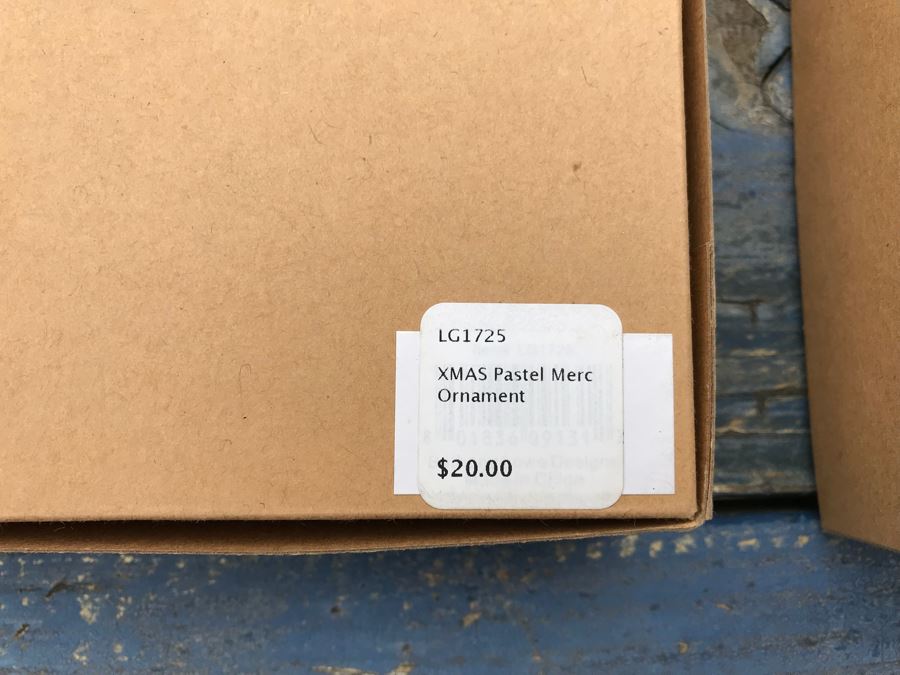 LG1725
XMAS Pastel Merc
Ornament
$20.00